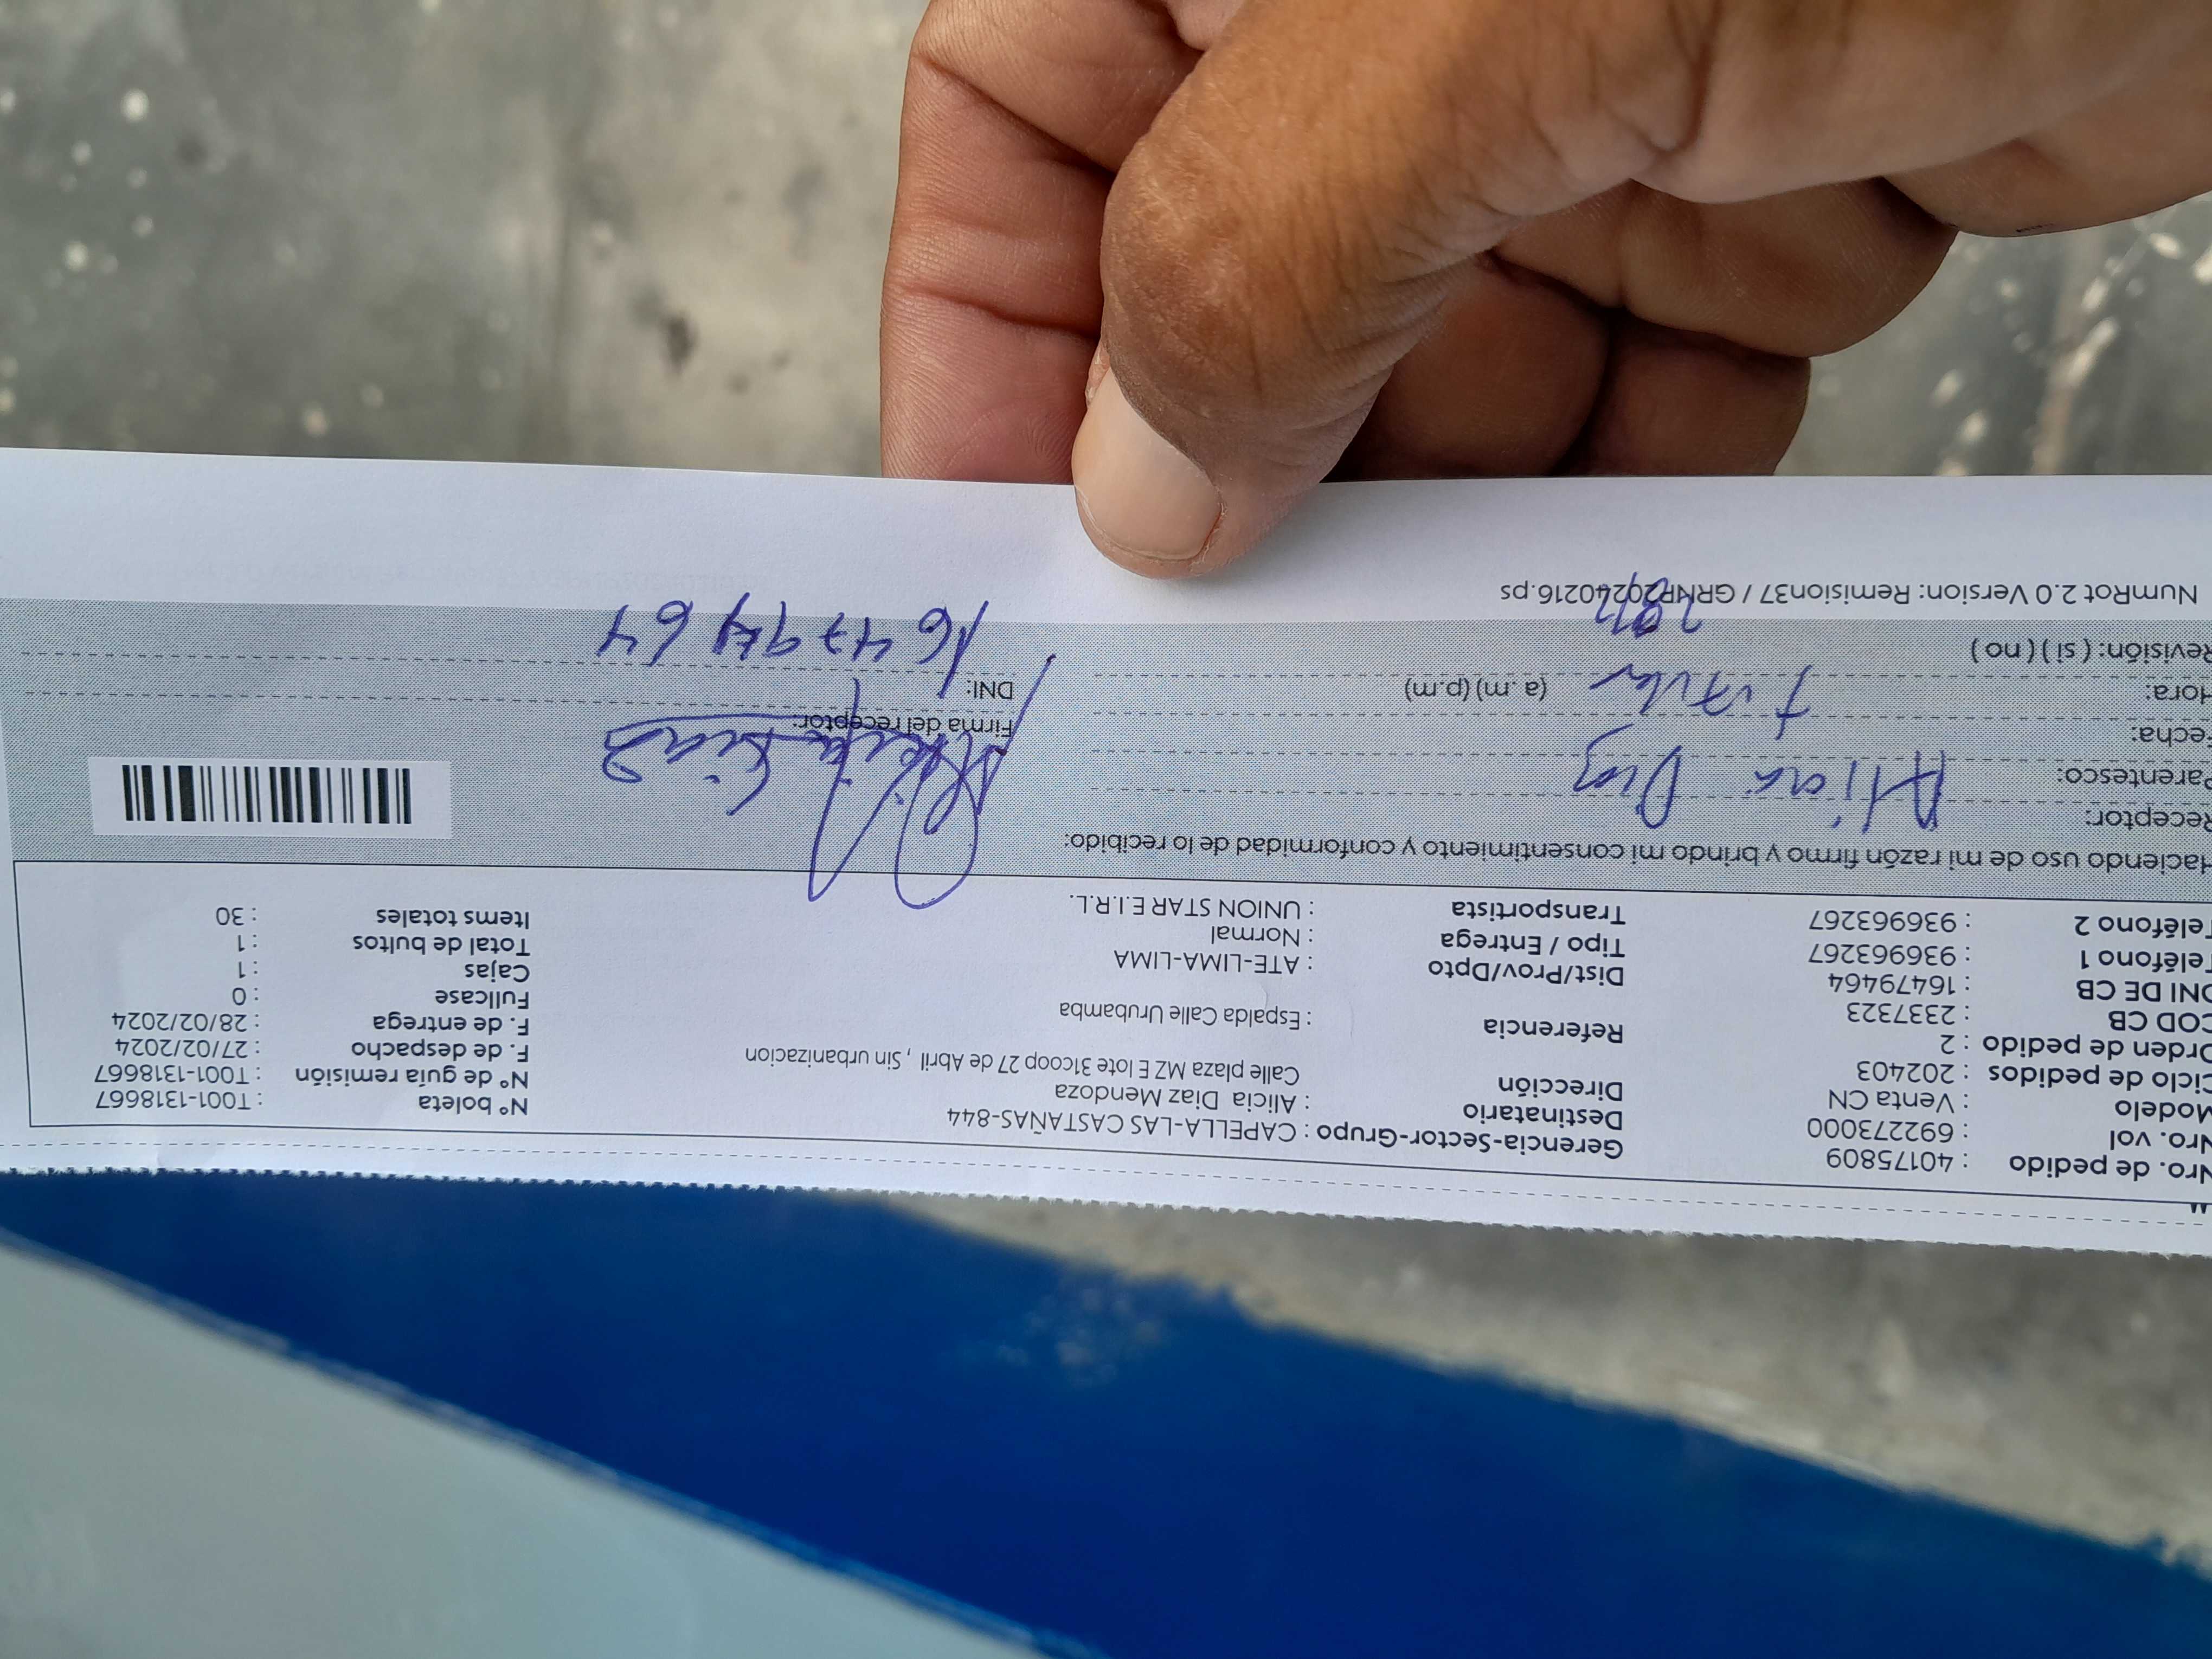 Nro. de pedido : 40175809
Nro. vol : 692273000
Modelo : Venta CN
Ciclo de pedidos : 202403
Orden de pedido : 2
COD CB : 2337323
DNI DE CB : 16479464
Teléfono 1 : 936963267
Teléfono 2 : 936963267
Gerencia-Sector-Grupo : CAPELLA-LAS CASTAÑAS-844
Destinatario : Alicia Diaz Mendoza
Dirección Calle plaza MZ E lote 31coop 27 de Abril , Sin urbanizacion
Referencia : Espalda Calle Urubamba
Dist/Prov/Dpto : ATE-LIMA-LIMA
Tipo / Entrega : Normal
Transportista : UNION STAR E.I.R.L.
N° boleta : T001-1318667
N° de guía remisión : T001-1318667
F. de despacho : 27/02/2024
F. de entrega : 28/02/2024
Fullcase : 0
Cajas : 1
Total de bultos : 1
Items totales : 30
Haciendo uso de mi razón firmo y brindo mi consentimiento y conformidad de lo recibido:
Receptor:
Parentesco:
Diaz
Fecha:
Hora: (a.m) (p.m)
Revisión: ( si ) ( no )
Firma del receptor:
DNI:
16479464
NumRot 2.0 Version: Remision37 / GRNP20240216.ps